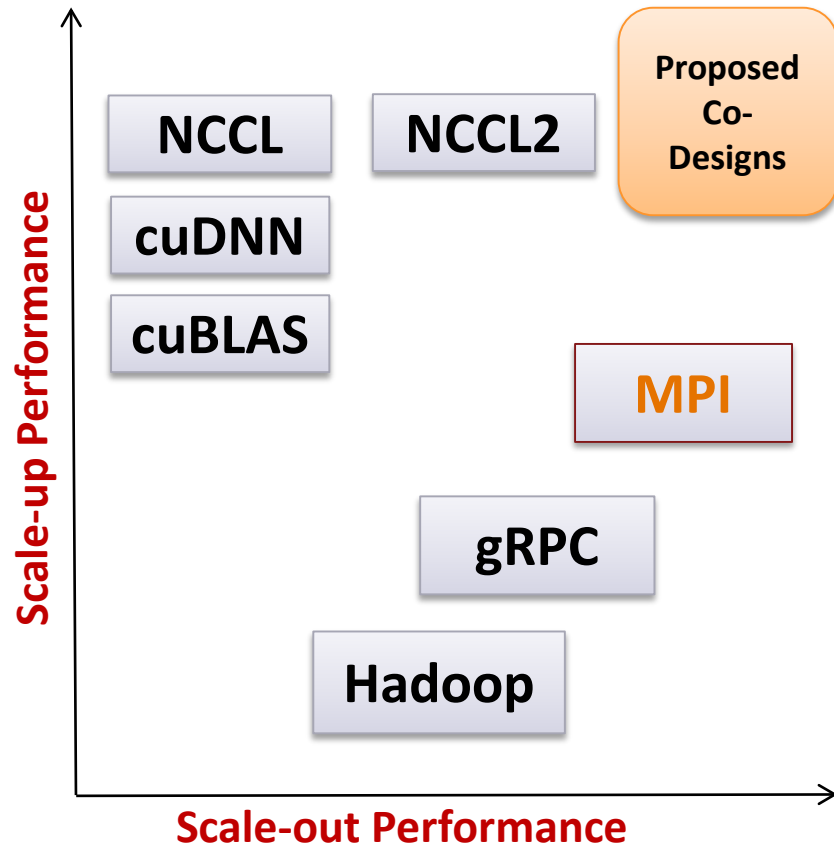 Proposed
Co-
Designs
NCCL
NCCL2
cuDNN
cuBLAS
MPI
gRPC
Hadoop
Scale-up Performance
Scale-out Performance